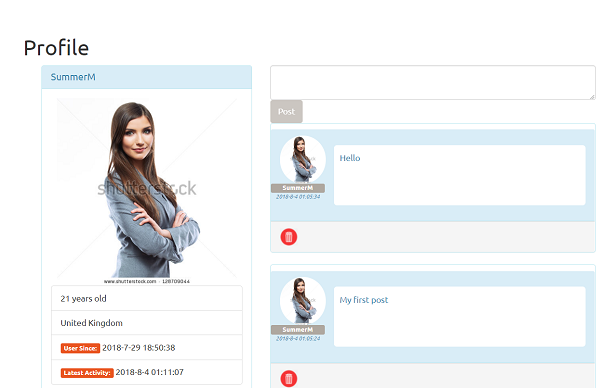 Profile
SummerM
shutterstock
www.shutterstock.com · 128709044
21 years old
United Kingdom
User Since: 2018-7-29 18:50:38
Latest Activity: 2018-8-4 01:11:07
Post
Hello
SummerM
2018-8-4 01:05:34
My first post
SummerM
2018-8-4 01:05:24